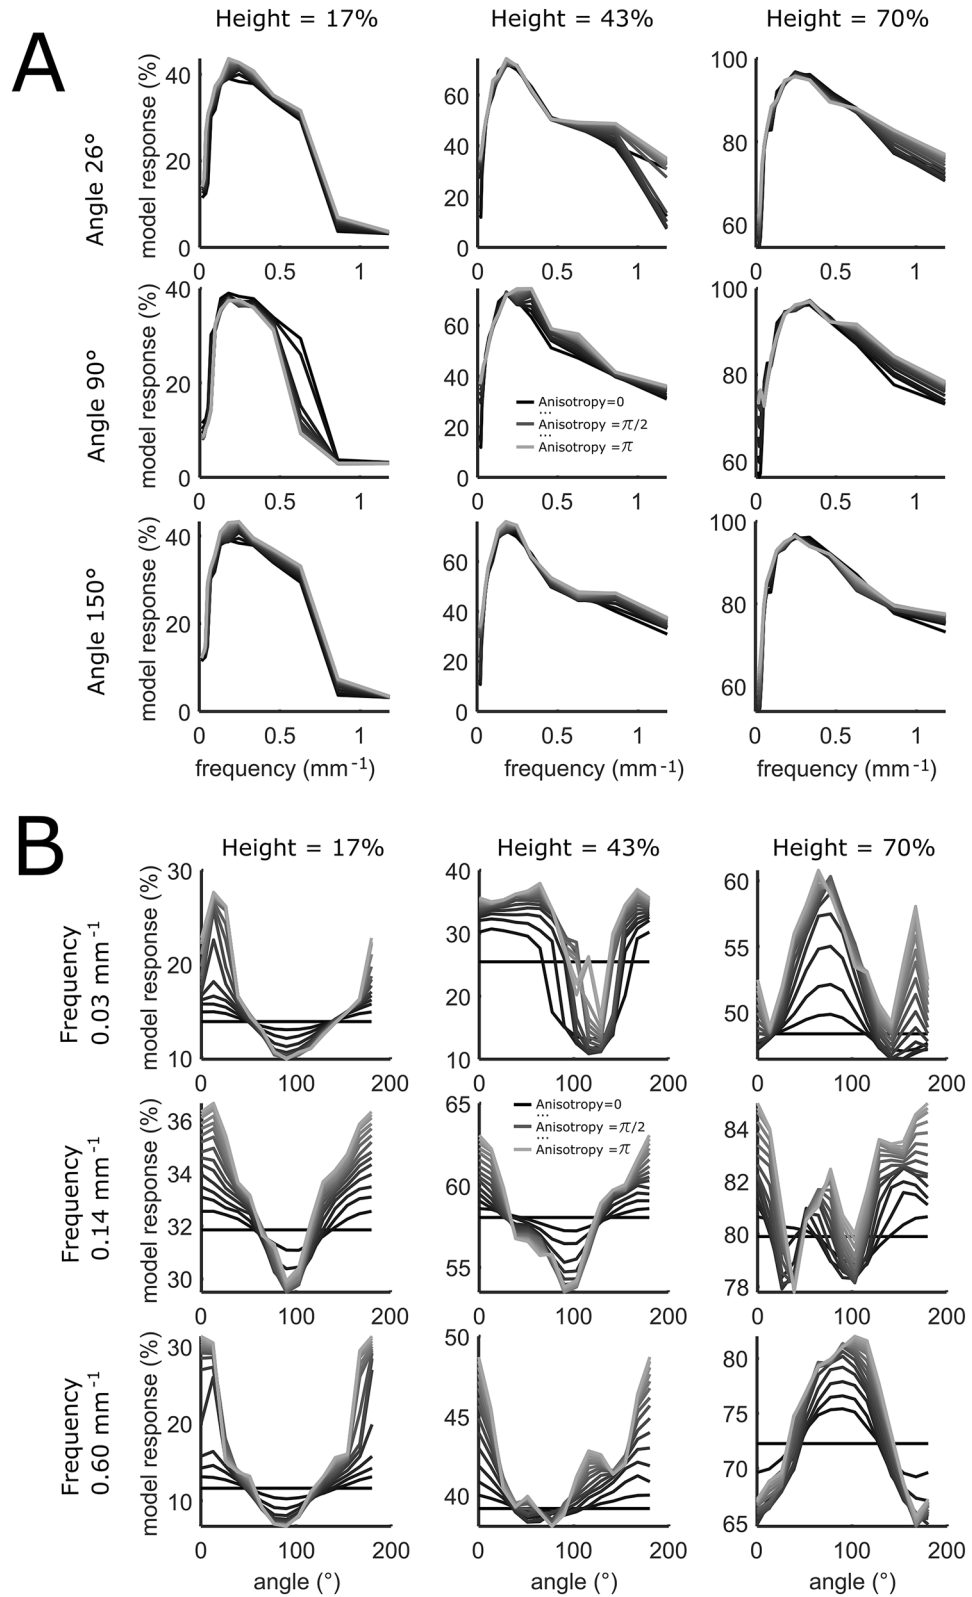 A
Height = 17%
Height = 43%
Height = 70%
Angle 26°
model response (%)
40
20
0
0 0.5 1
60
40
20
0
0 0.5 1
100
80
60
0 0.5 1
Angle 90°
model response (%)
40
20
0
0 0.5 1
60
40
20
0
0 0.5 1
Anisotropy=0
...
Anisotropy =π/2
...
Anisotropy =π
100
80
60
0 0.5 1
Angle 150°
model response (%)
40
20
0
0 0.5 1
frequency (mm-1)
60
40
20
0
0 0.5 1
frequency (mm-1)
100
80
60
0 0.5 1
frequency (mm-1)
B
Height = 17%
Height = 43%
Height = 70%
Frequency
0.03 mm-1
model response (%)
30
20
10
0 100 200
40
30
20
10
0 100 200
60
55
50
0 100 200
Frequency
0.14 mm-1
model response (%)
36
34
32
30
0 100 200
65
60
55
0 100 200
Anisotropy=0
...
Anisotropy =π/2
...
Anisotropy =π
84
82
80
78
0 100 200
Frequency
0.60 mm-1
model response (%)
30
20
10
0 100 200
angle (°)
50
45
40
0 100 200
angle (°)
80
75
70
65
0 100 200
angle (°)